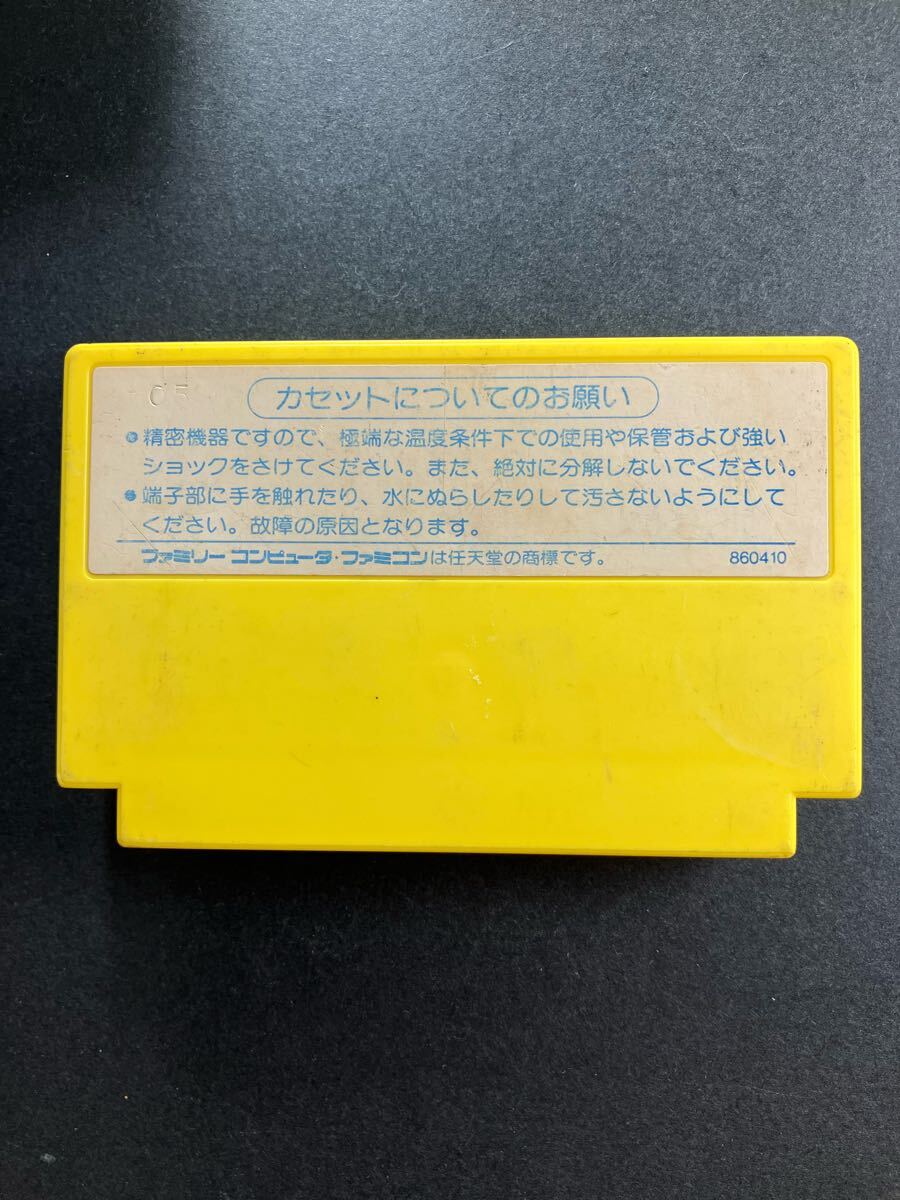 05
カセットについてのお願い
●精密機器ですので、極端な温度条件下での使用や保管および強い
ショックをさけてください。また、絶対に分解しないでください。
●端子部に手を触れたり、水にぬらしたりして汚さないようにして
ください。故障の原因となります。
ファミリーコンピュータ・ファミコンは任天堂の商標です。 860410